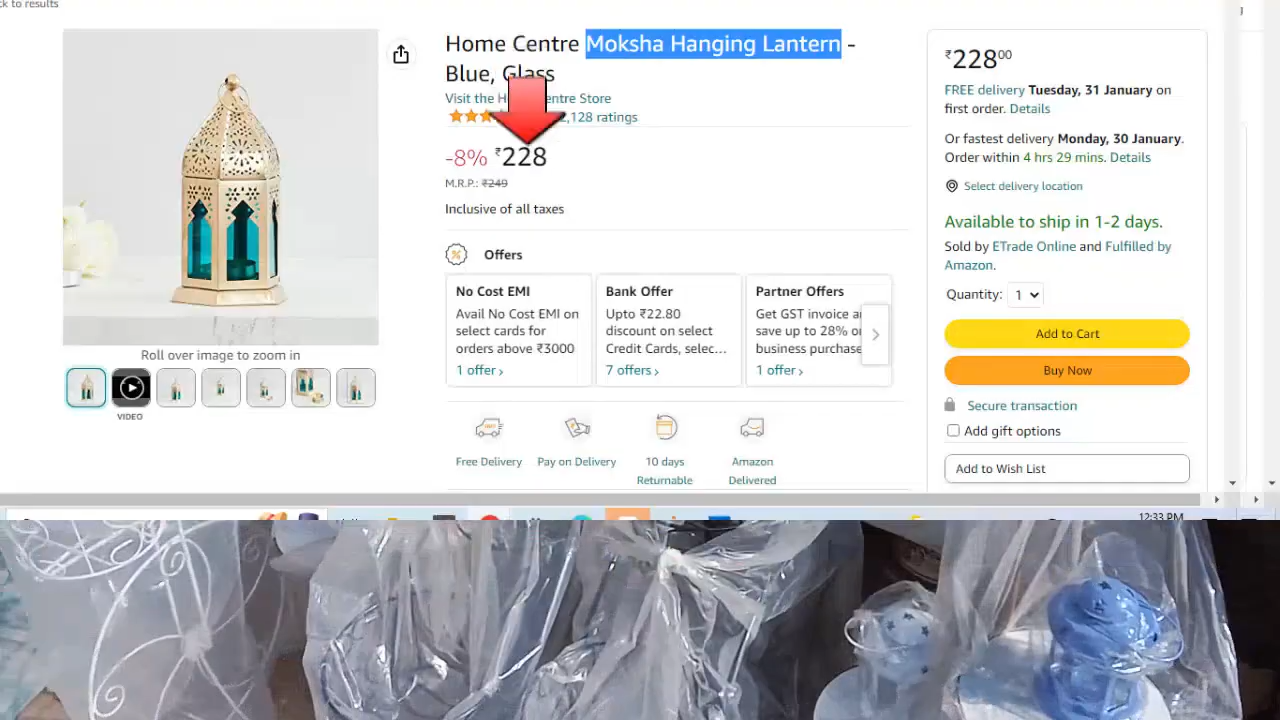 ck to results
Home Centre Moksha Hanging Lantern -
Blue, Glass
Visit the H entre Store
2,128 ratings
-8% ₹228
M.R.P.: ₹249
Inclusive of all taxes
Offers
No Cost EMI
Avail No Cost EMI on
select cards for
orders above ₹3000
1 offer ›
Bank Offer
Upto ₹22.80
discount on select
Credit Cards, selec...
7 offers ›
Partner Offers
Get GST invoice a
save up to 28% o
business purchase
1 offer ›
Free Delivery
Pay on Delivery
10 days
Returnable
Amazon
Delivered
Roll over image to zoom in
VIDEO
₹228⁰⁰
FREE delivery Tuesday, 31 January on
first order. Details
Or fastest delivery Monday, 30 January.
Order within 4 hrs 29 mins. Details
Select delivery location
Available to ship in 1-2 days.
Sold by ETrade Online and Fulfilled by
Amazon.
Quantity: 1
Add to Cart
Buy Now
Secure transaction
Add gift options
Add to Wish List
12:33 PM